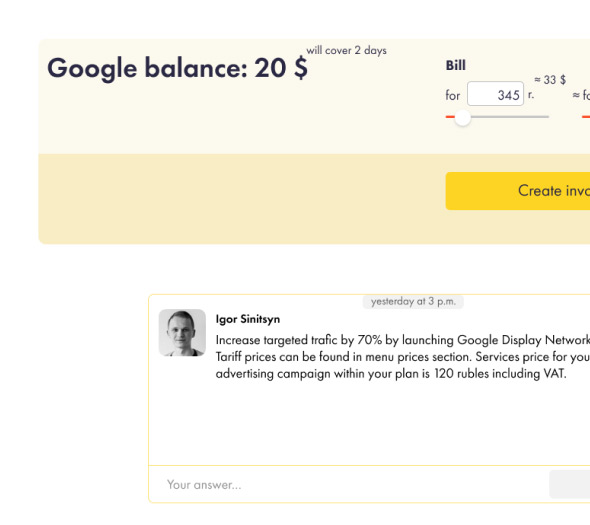 will cover 2 days
Google balance: 20 $
Bill
≈ 33 $
for 345 r. ≈ fo
Create invo
yesterday at 3 p.m.
Igor Sinitsyn
Increase targeted trafic by 70% by launching Google Display Network
Tariff prices can be found in menu prices section. Services price for you
advertising campaign within your plan is 120 rubles including VAT.
Your answer...